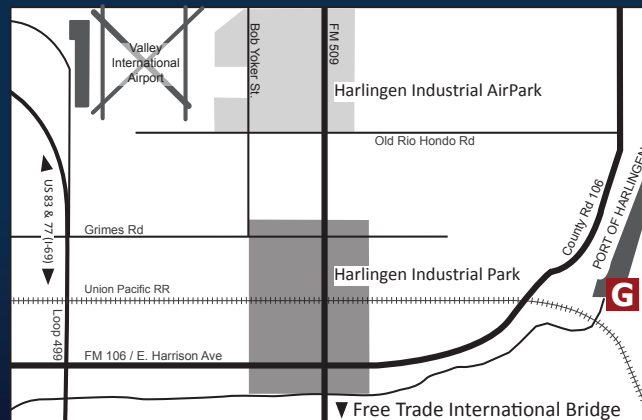 Valley
International
Airport
Bob Yoker St.
FM 509
Harlingen Industrial AirPark
Old Rio Hondo Rd
US 83 & 77 (I-69)
Grimes Rd
County Rd 106
PORT OF HARLINGEN
Harlingen Industrial Park
Union Pacific RR
G
Loop 499
FM 106 / E. Harrison Ave
Free Trade International Bridge